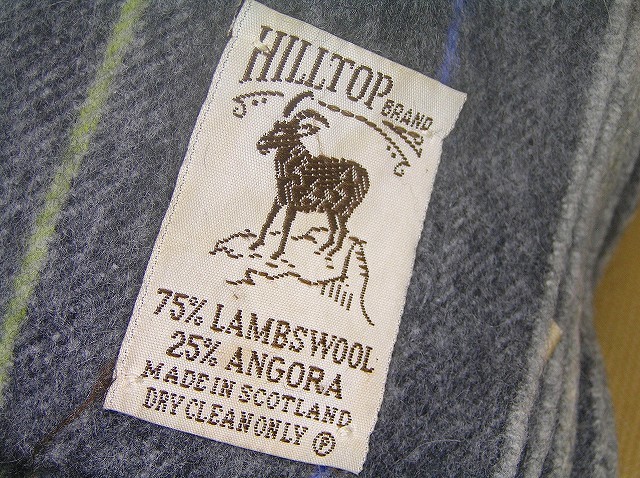 HILLTOP
BRAND
75% LAMBSWOOL
25% ANGORA
MADE IN SCOTLAND
DRY CLEAN ONLY Ⓟ